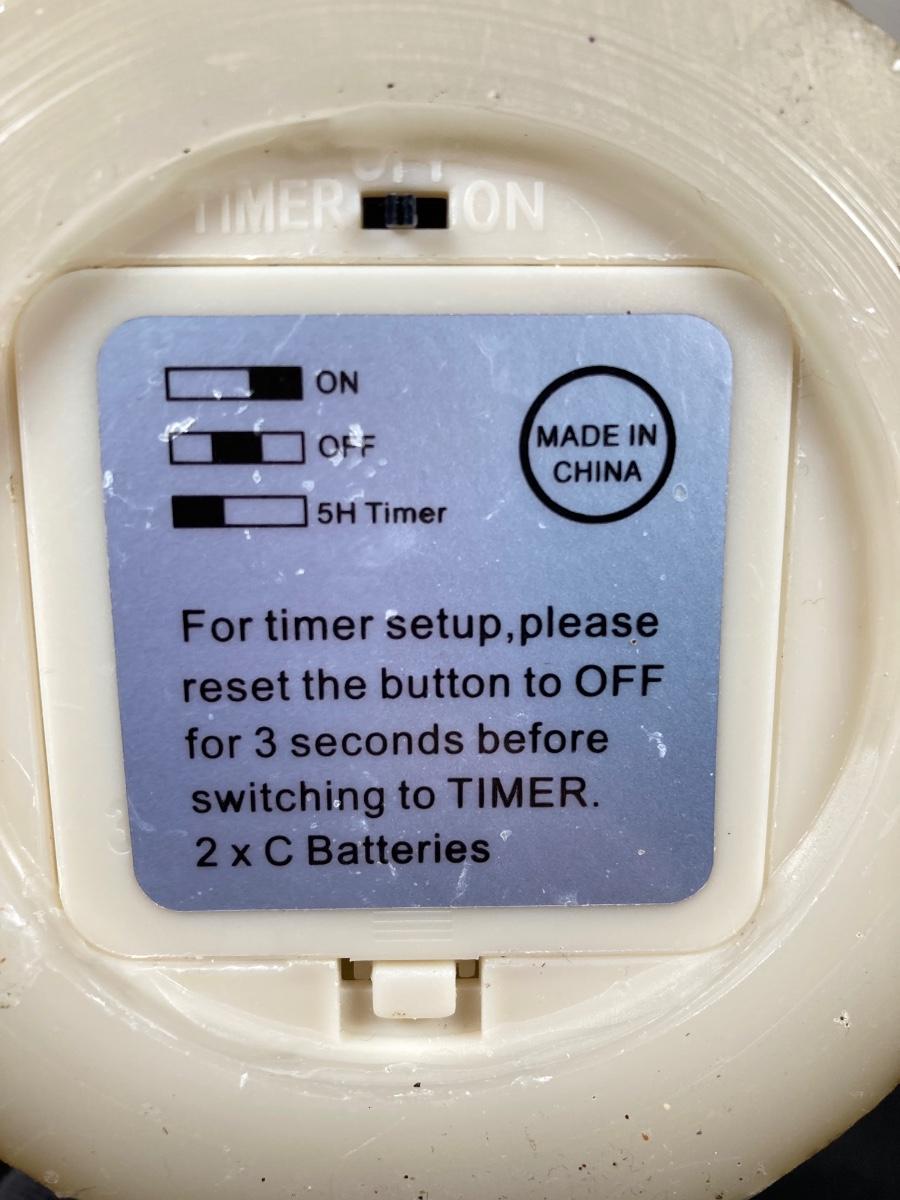 OFF
TIMER ON
ON
OFF
5H Timer
MADE IN
CHINA
For timer setup,please
reset the button to OFF
for 3 seconds before
switching to TIMER.
2 x C Batteries